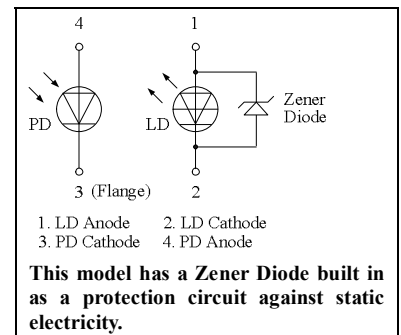 4 1
PD LD Zener
Diode
3 (Flange) 2
1. LD Anode 2. LD Cathode
3. PD Cathode 4. PD Anode
This model has a Zener Diode built in
as a protection circuit against static
electricity.